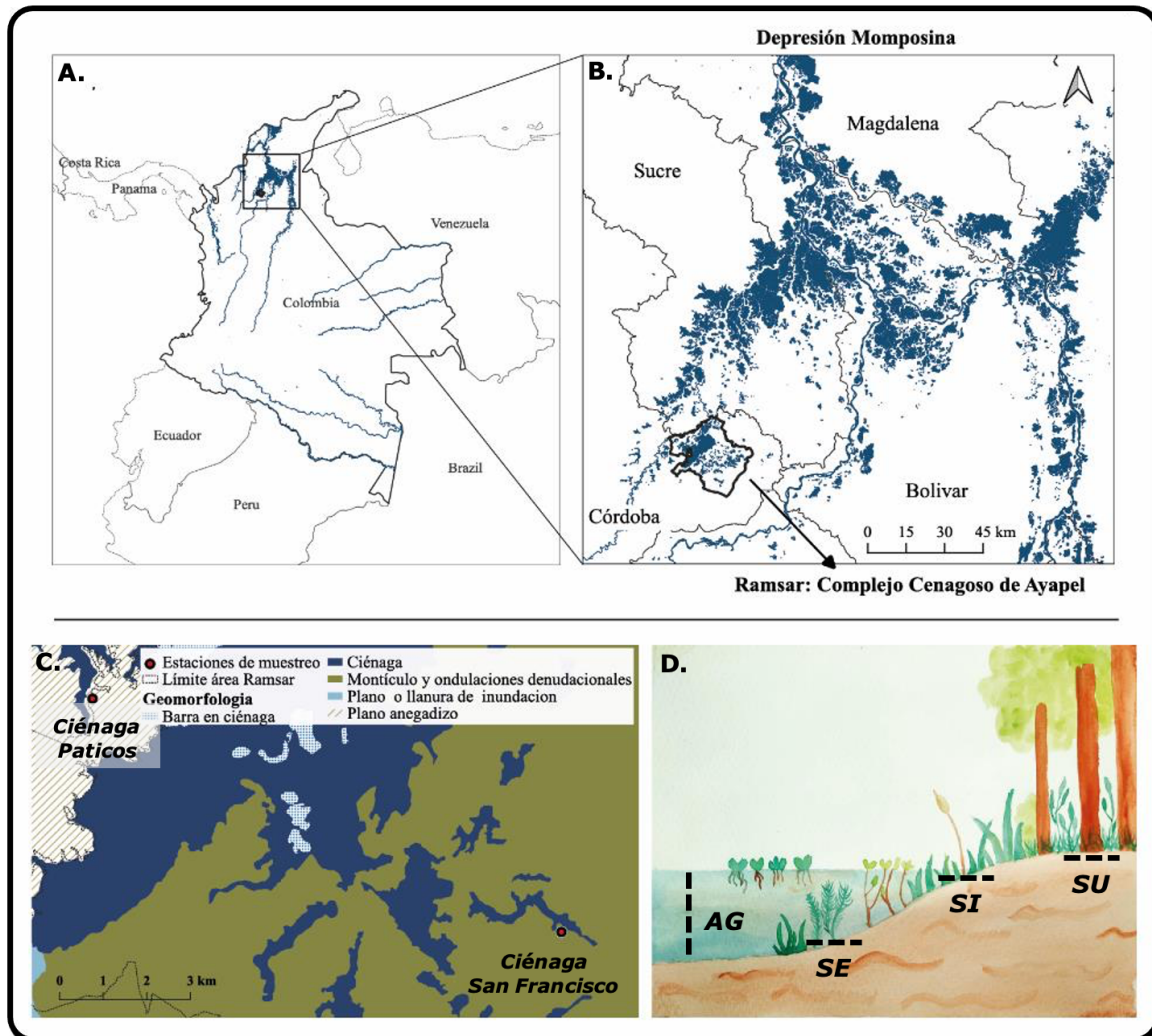 Depresión Momposina
A.
Costa Rica
Panama
Venezuela
Colombia
Ecuador
Brazil
Peru
B.
Magdalena
Sucre
Bolivar
Córdoba
0 15 30 45 km
Ramsar: Complejo Cenagoso de Ayapel
C.
Estaciones de muestreo
Límite área Ramsar
Geomorfologia
Barra en ciénaga
Ciénaga
Montículo y ondulaciones denudacionales
Plano o llanura de inundacion
Plano anegadizo
Ciénaga
Paticos
Ciénaga
San Francisco
0 1 2 3 km
D.
AG
SE
SI
SU